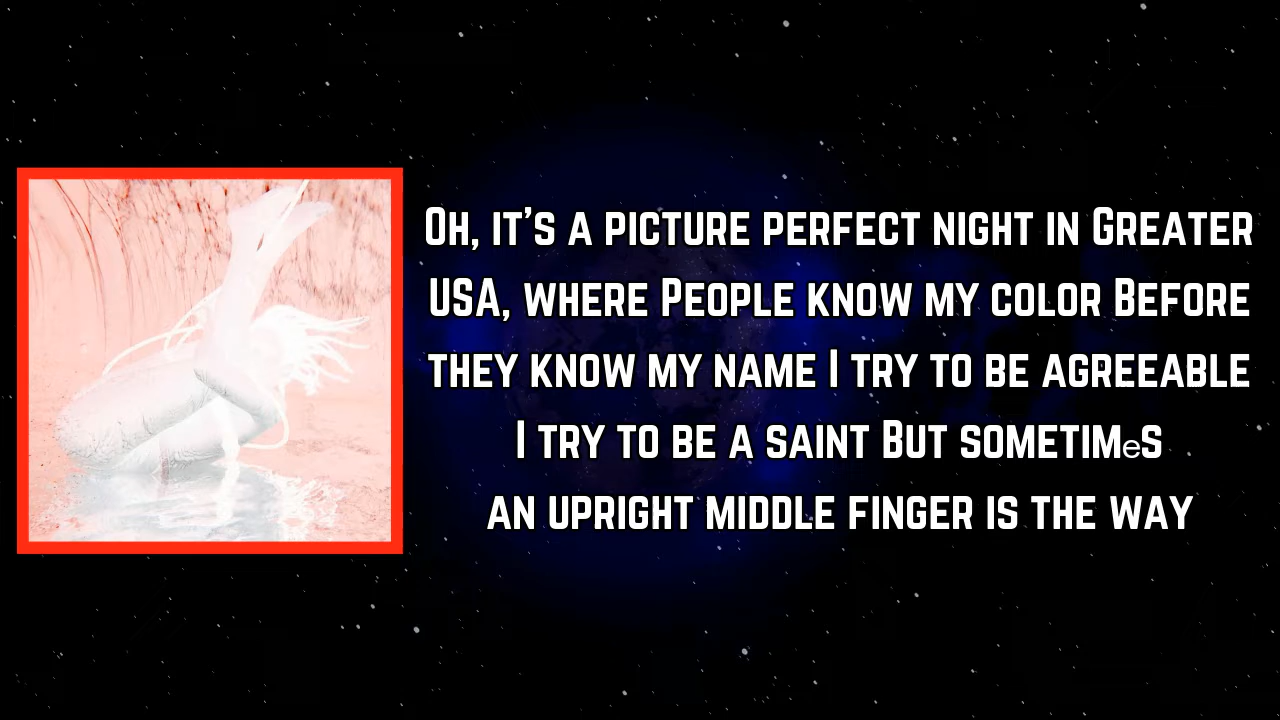 Oh, it's a picture perfect night in Greater
USA, where People know my color Before
they know my name I try to be agreeable
I try to be a saint But sometimes
an upright middle finger is the way